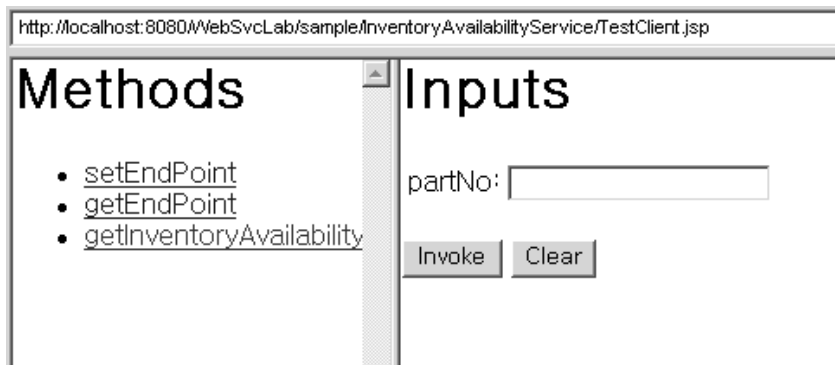 http://localhost:8080/WebSvcLab/sample/InventoryAvailabilityService/TestClient.jsp
Methods
setEndPoint
getEndPoint
getInventoryAvailability
Inputs
partNo:
Invoke Clear